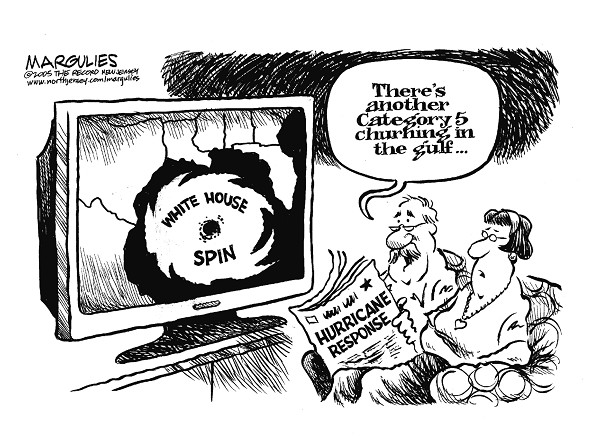 MARGULIES
©2005 THE RECORD NEW JERSEY
www.northjersey.com/margulies
There's
another
Category 5
churning in
the gulf...
WHITE HOUSE
SPIN
HURRICANE
RESPONSE